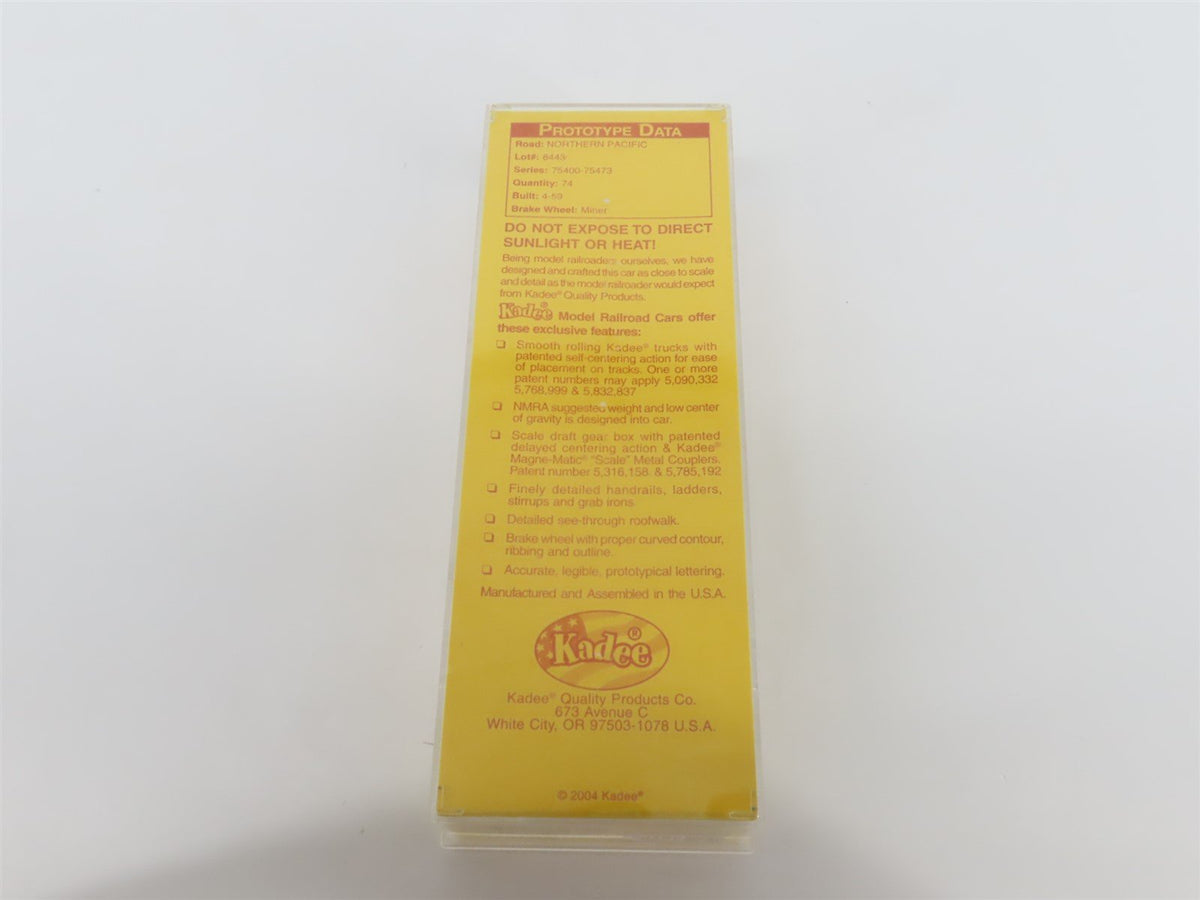 PROTOTYPE DATA
Road: NORTHERN PACIFIC
Lot#: 8443
Series: 75400-75473
Quantity: 74
Built: 4-59
Brake Wheel: Miner
DO NOT EXPOSE TO DIRECT
SUNLIGHT OR HEAT!
Being model railroaders ourselves, we have
designed and crafted this car as close to scale
and detail as the model railroader would expect
from Kadee® Quality Products.
Kadee® Model Railroad Cars offer
these exclusive features:
❏ Smooth rolling Kadee® trucks with
patented self-centering action for ease
of placement on tracks. One or more
patent numbers may apply 5,090,332
5,768,999 & 5,832,837
❏ NMRA suggested weight and low center
of gravity is designed into car.
❏ Scale draft gear box with patented
delayed centering action & Kadee®
Magne-Matic® "Scale" Metal Couplers.
Patent number 5,316,158 & 5,785,192
❏ Finely detailed handrails, ladders,
stirrups and grab irons.
❏ Detailed see-through roofwalk.
❏ Brake wheel with proper curved contour,
ribbing and outline.
❏ Accurate, legible, prototypical lettering.
Manufactured and Assembled in the U.S.A.
Kadee®
Kadee® Quality Products Co.
673 Avenue C
White City, OR 97503-1078 U.S.A.
© 2004 Kadee®